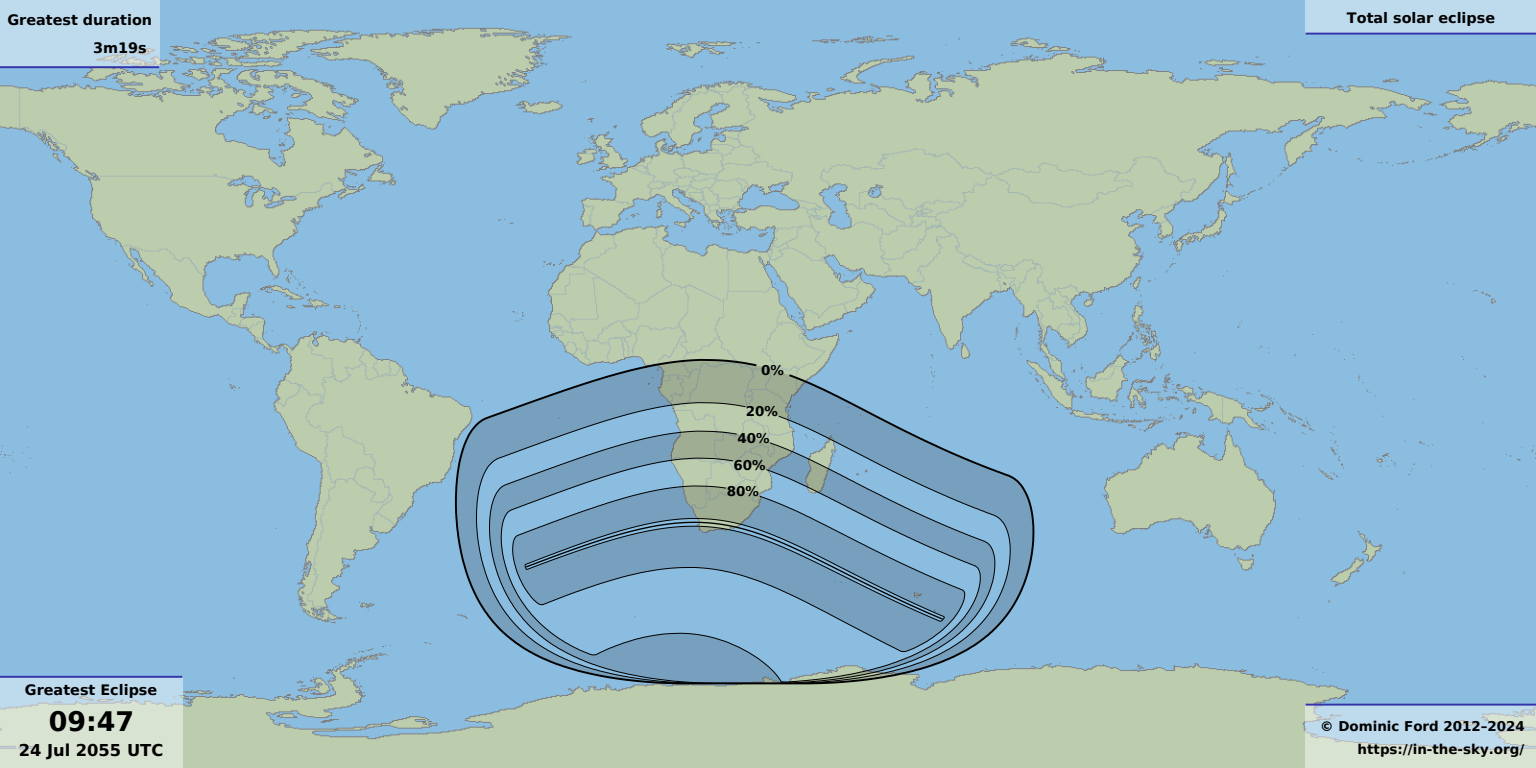 Greatest duration
3m19s
Total solar eclipse
0%
20%
40%
60%
80%
Greatest Eclipse
09:47
24 Jul 2055 UTC
© Dominic Ford 2012–2024
https://in-the-sky.org/